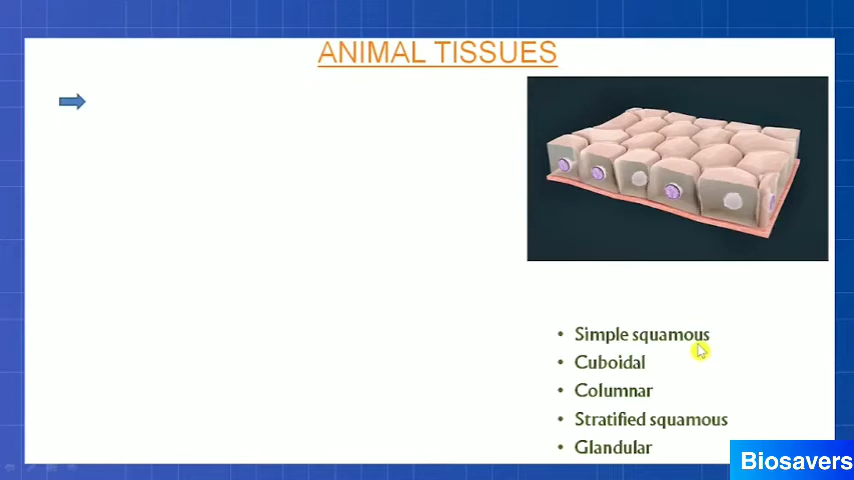 ANIMAL TISSUES
• Simple squamous
• Cuboidal
• Columnar
• Stratified squamous
• Glandular
Biosavers